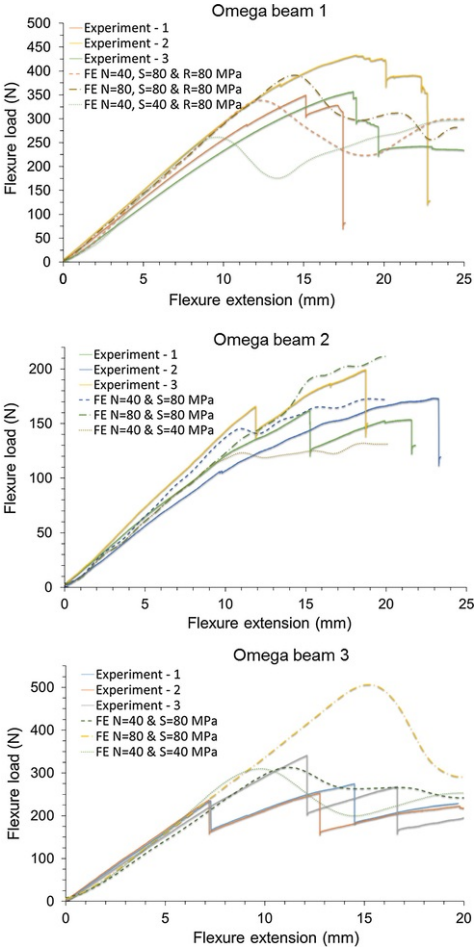 Omega beam 1
500
450
400
350
300
250
200
150
100
50
0
Flexure load (N)
Experiment - 1
Experiment - 2
Experiment - 3
FE N=40, S=80 & R=80 MPa
FE N=80, S=80 & R=80 MPa
FE N=40, S=40 & R=80 MPa
0 5 10 15 20 25
Flexure extension (mm)
Omega beam 2
200
150
100
50
0
Flexure load (N)
Experiment - 1
Experiment - 2
Experiment - 3
FE N=40 & S=80 MPa
FE N=80 & S=80 MPa
FE N=40 & S=40 MPa
0 5 10 15 20 25
Flexure extension (mm)
Omega beam 3
500
400
300
200
100
0
Flexure load (N)
Experiment - 1
Experiment - 2
Experiment - 3
FE N=40 & S=80 MPa
FE N=80 & S=80 MPa
FE N=40 & S=40 MPa
0 5 10 15 20
Flexure extension (mm)